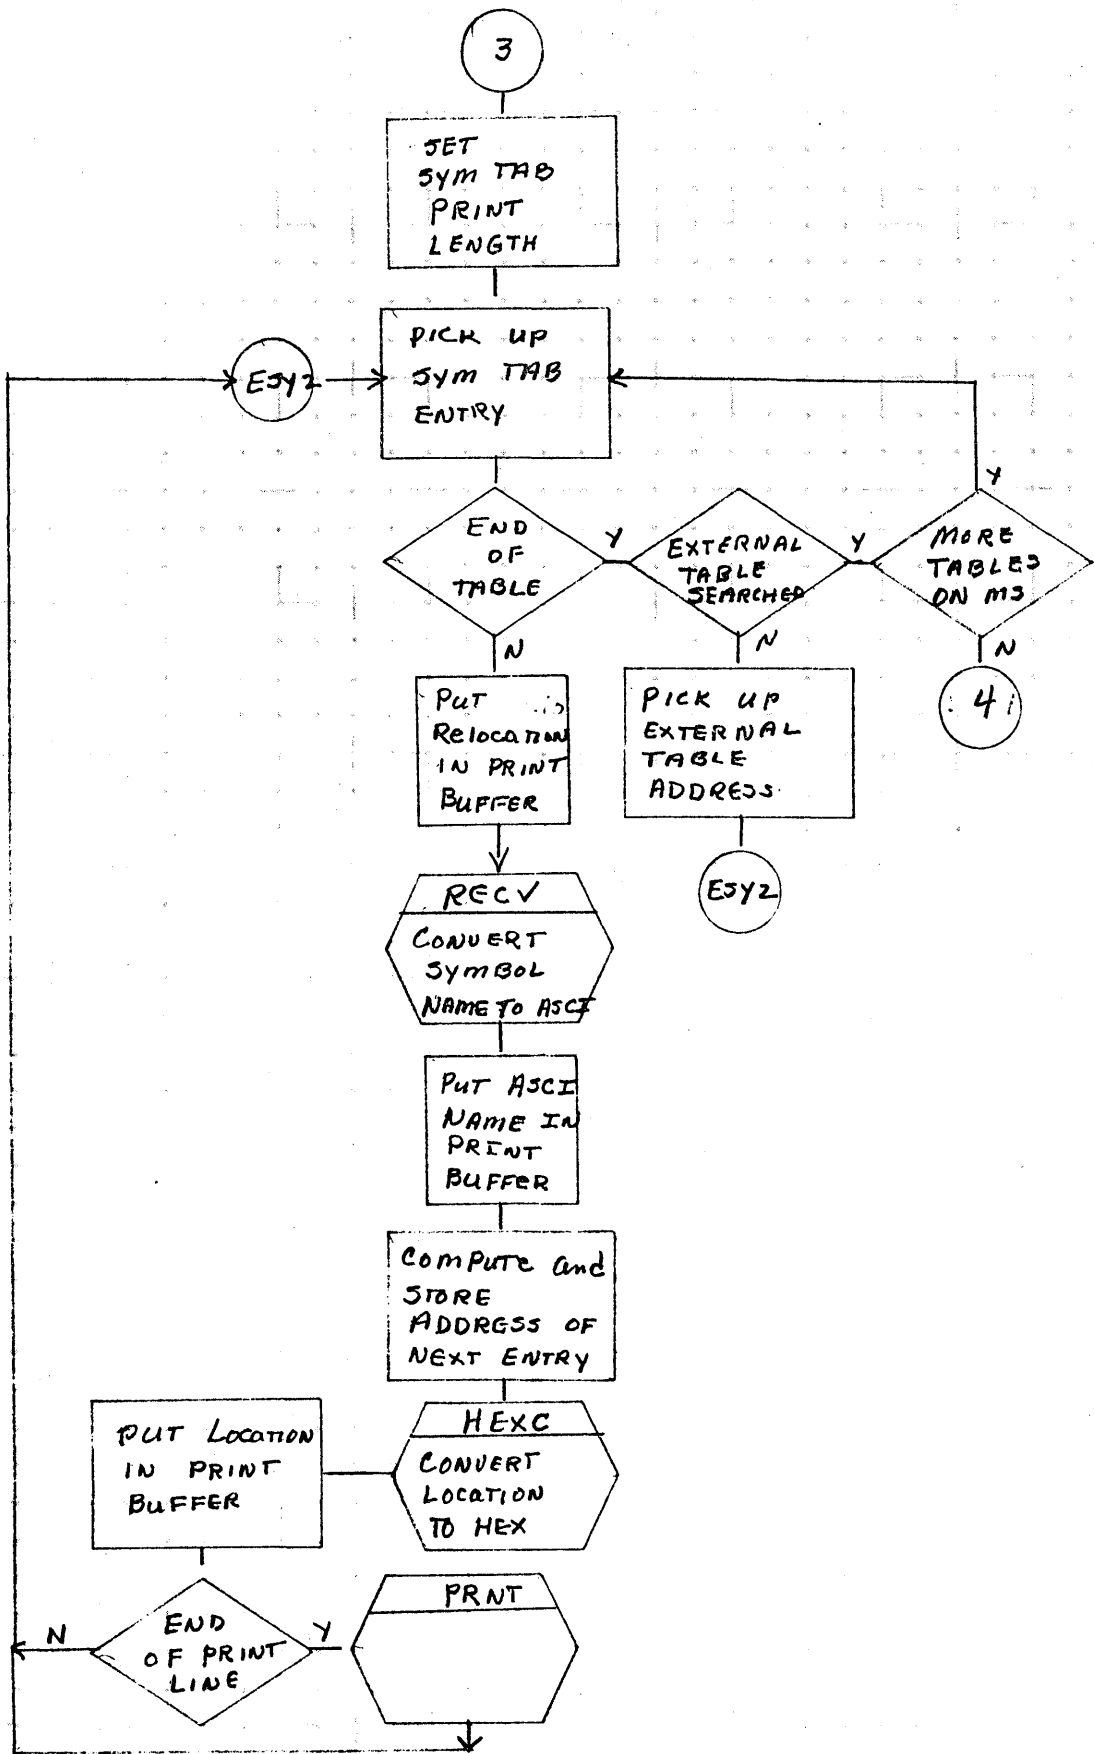 3
SET
SYM TAB
PRINT
LENGTH
PICK UP
SYM TAB
ENTRY
ESY2
END
OF
TABLE
Y
EXTERNAL
TABLE
SEARCHED
Y
MORE
TABLES
ON MS
Y
N
N
N
PUT
Relocation
IN PRINT
BUFFER
PICK UP
EXTERNAL
TABLE
ADDRESS
4
ESY2
RECV
CONVERT
SYMBOL
NAME TO ASCI
PUT ASCI
NAME IN
PRINT
BUFFER
COMPUTE and
STORE
ADDRESS OF
NEXT ENTRY
HEXC
CONVERT
LOCATION
TO HEX
PUT LOCATION
IN PRINT
BUFFER
END
OF PRINT
LINE
N
Y
PRNT